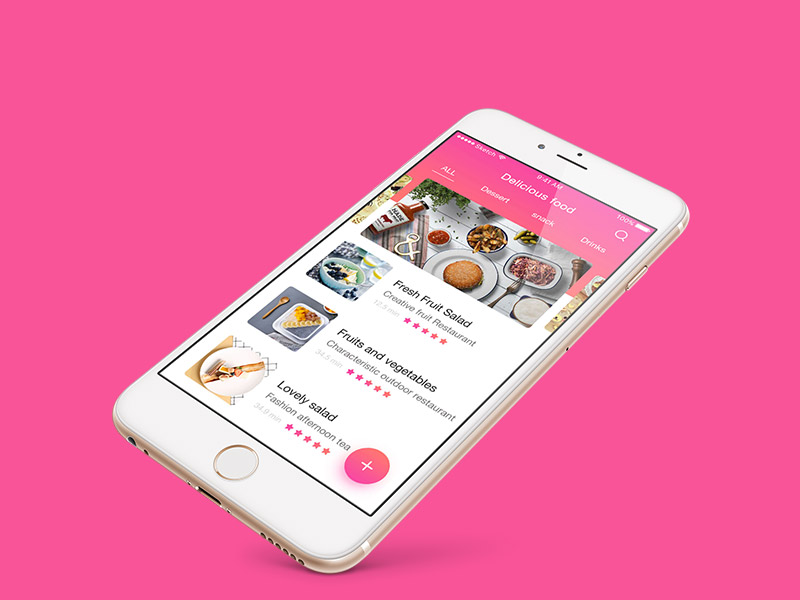 Sketch
9:41 AM
100%
Delicious food
ALL
Dessert
snack
Drinks
Fresh Fruit Salad
Creative fruit Restaurant
12.5 min
Fruits and vegetables
Characteristic outdoor restaurant
34.5 min
Lovely salad
Fashion afternoon tea
34.9 min